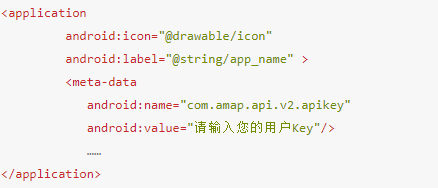 <application
android:icon="@drawable/icon"
android:label="@string/app_name" >
<meta-data
android:name="com.amap.api.v2.apikey"
android:value="请输入您的用户Key"/>
……
</application>